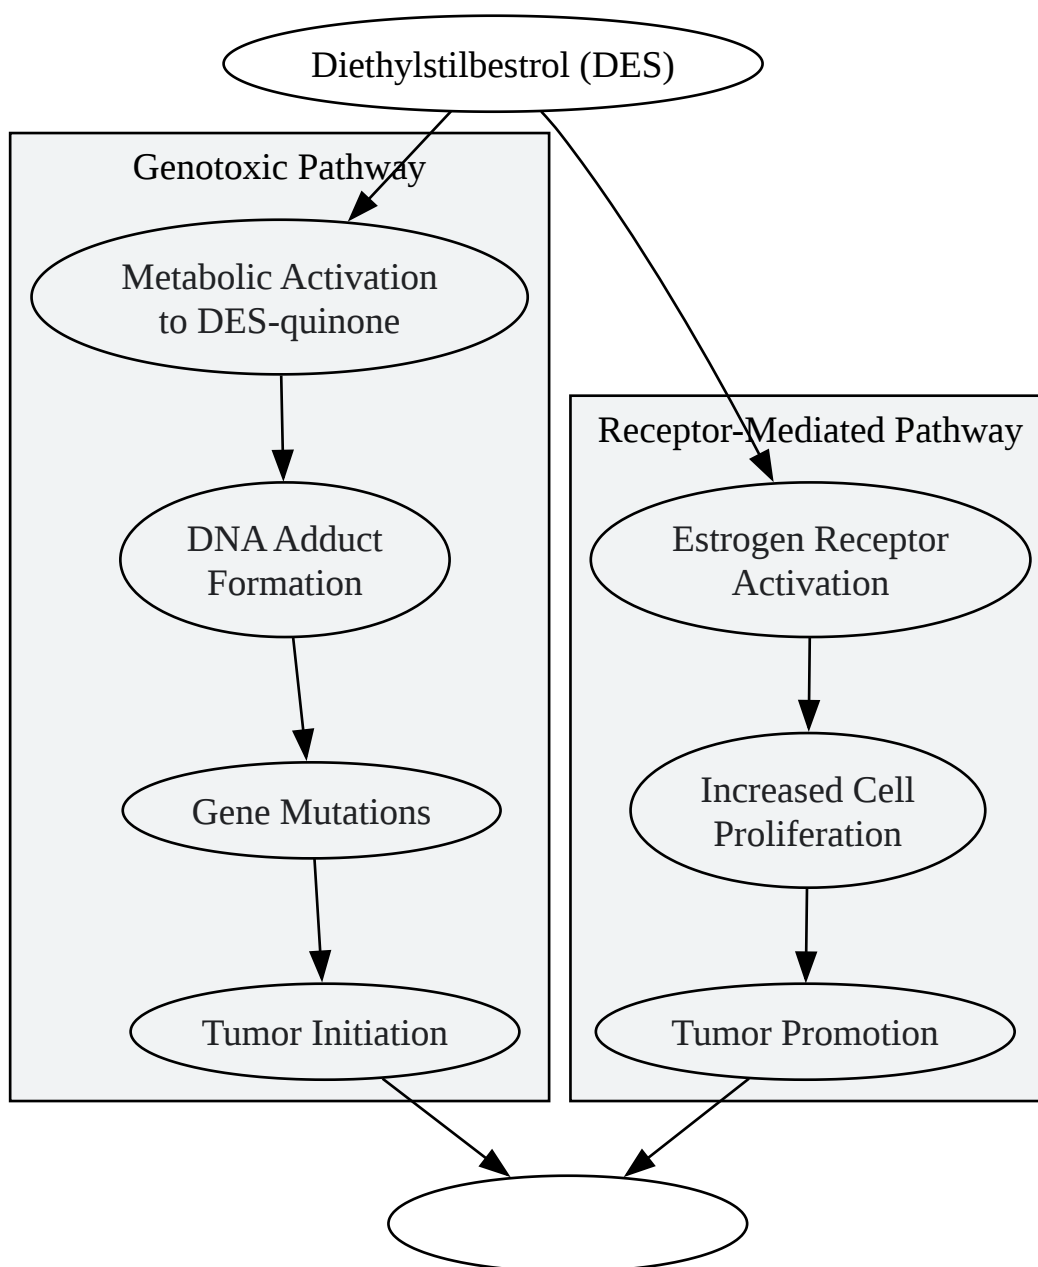 Diethylstilbestrol (DES)
Genotoxic Pathway
Metabolic Activation
to DES-quinone
DNA Adduct
Formation
Gene Mutations
Tumor Initiation
Receptor-Mediated Pathway
Estrogen Receptor
Activation
Increased Cell
Proliferation
Tumor Promotion